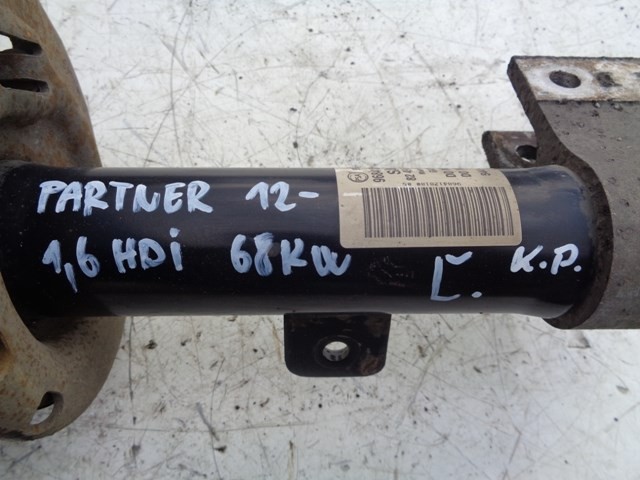 PARTNER 12-
1,6 HDi 68KW Ľ. K.P.